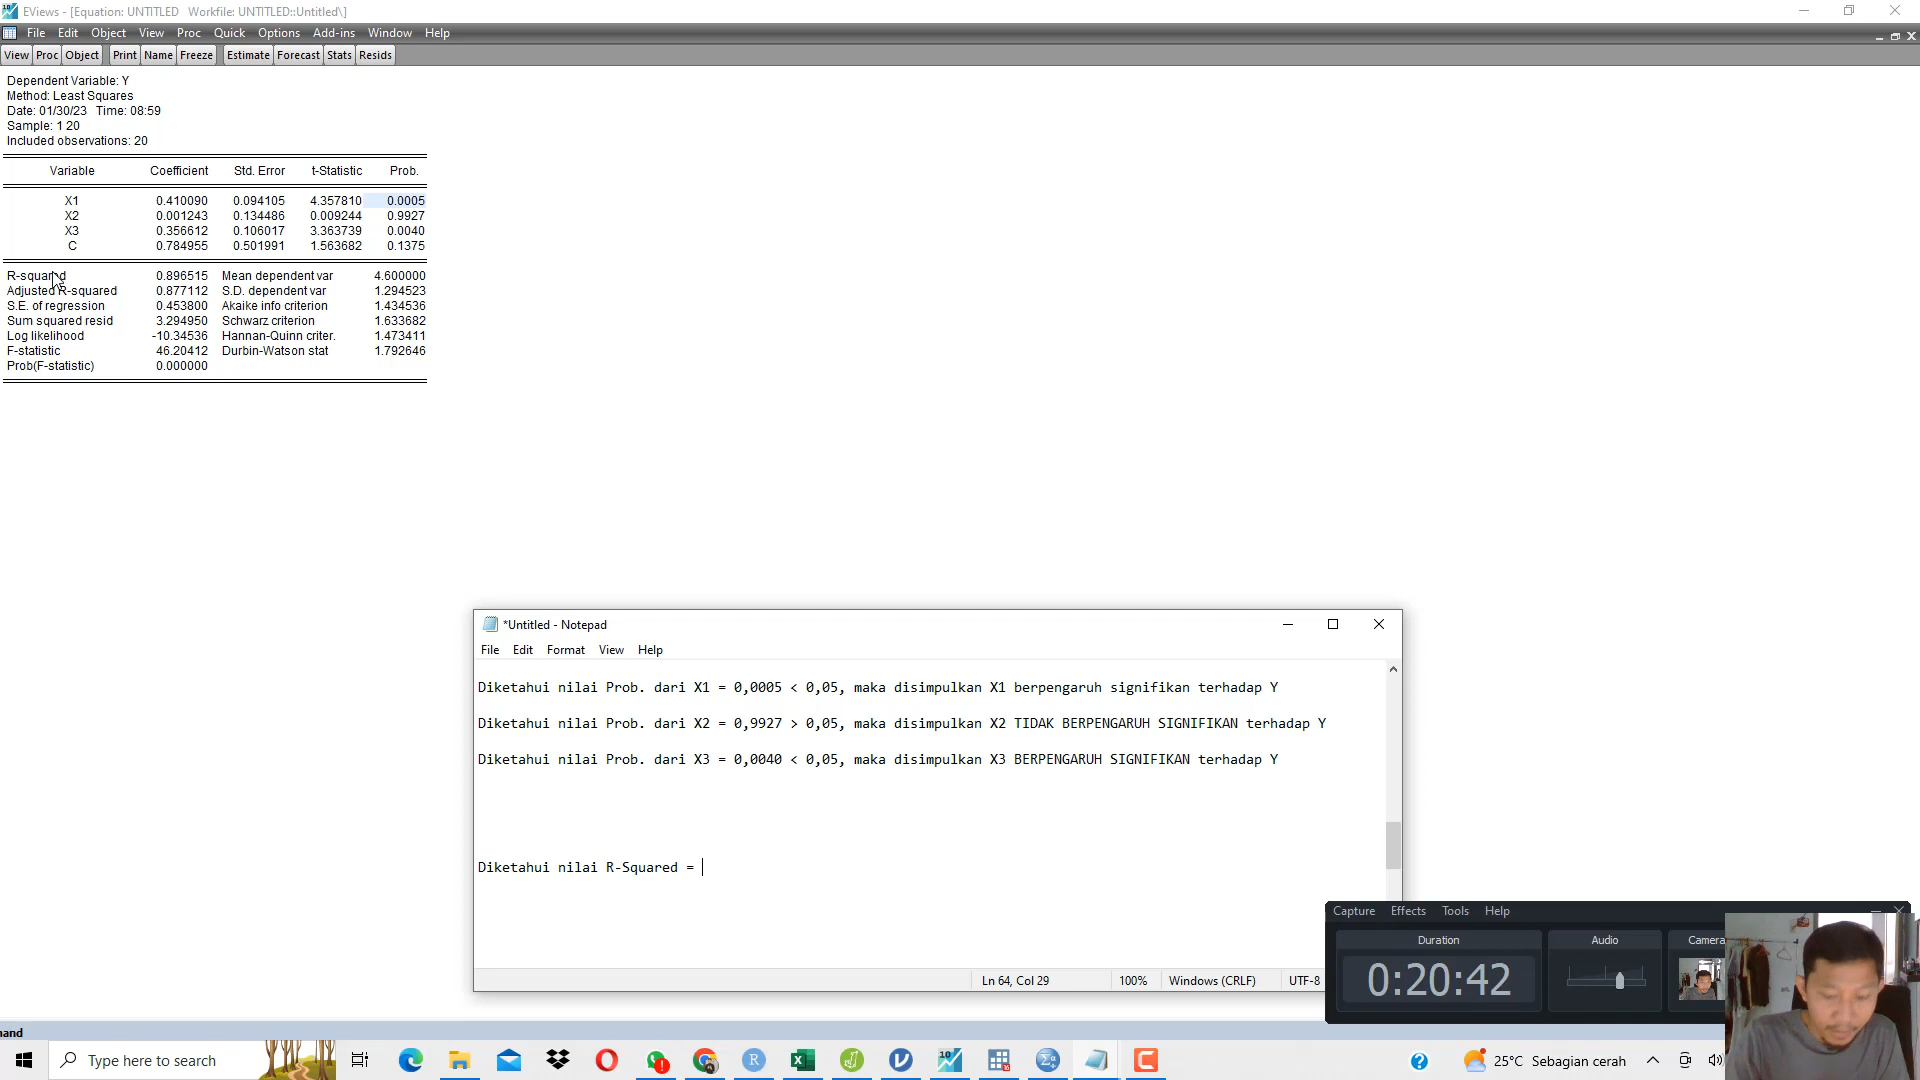 EViews - [Equation: UNTITLED Workfile: UNTITLED::Untitled\]
File Edit Object View Proc Quick Options Add-ins Window Help
View Proc Object Print Name Freeze Estimate Forecast Stats Resids
Dependent Variable: Y
Method: Least Squares
Date: 01/30/23 Time: 08:59
Sample: 1 20
Included observations: 20
Variable Coefficient Std. Error t-Statistic Prob.
X1 0.410090 0.094105 4.357810 0.0005
X2 0.001243 0.134486 0.009244 0.9927
X3 0.356612 0.106017 3.363739 0.0040
C 0.784955 0.501991 1.563682 0.1375
R-squared 0.896515 Mean dependent var 4.600000
Adjusted R-squared 0.877112 S.D. dependent var 1.294523
S.E. of regression 0.453800 Akaike info criterion 1.434536
Sum squared resid 3.294950 Schwarz criterion 1.633682
Log likelihood -10.34536 Hannan-Quinn criter. 1.473411
F-statistic 46.20412 Durbin-Watson stat 1.792646
Prob(F-statistic) 0.000000
*Untitled - Notepad
File Edit Format View Help
Diketahui nilai Prob. dari X1 = 0,0005 < 0,05, maka disimpulkan X1 berpengaruh signifikan terhadap Y
Diketahui nilai Prob. dari X2 = 0,9927 > 0,05, maka disimpulkan X2 TIDAK BERPENGARUH SIGNIFIKAN terhadap Y
Diketahui nilai Prob. dari X3 = 0,0040 < 0,05, maka disimpulkan X3 BERPENGARUH SIGNIFIKAN terhadap Y
Diketahui nilai R-Squared =
Ln 64, Col 29 100% Windows (CRLF) UTF-8
Capture Effects Tools Help
Duration Audio Camera
0:20:42
mand
Type here to search
25°C Sebagian cerah